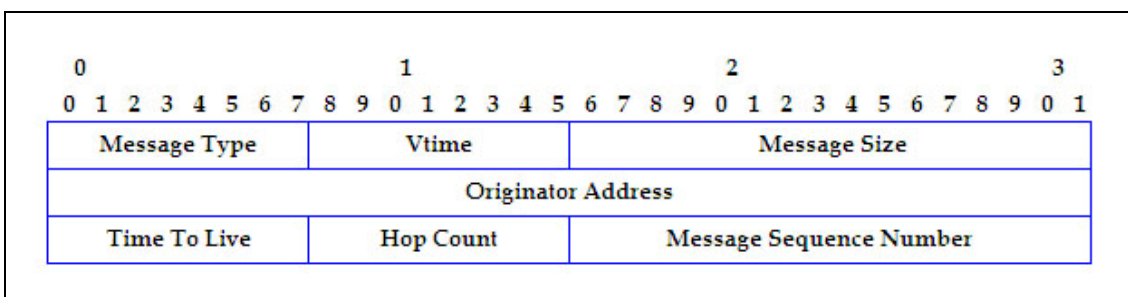 0 1 2 3
0 1 2 3 4 5 6 7 8 9 0 1 2 3 4 5 6 7 8 9 0 1 2 3 4 5 6 7 8 9 0 1
Message Type Vtime Message Size
Originator Address
Time To Live Hop Count Message Sequence Number